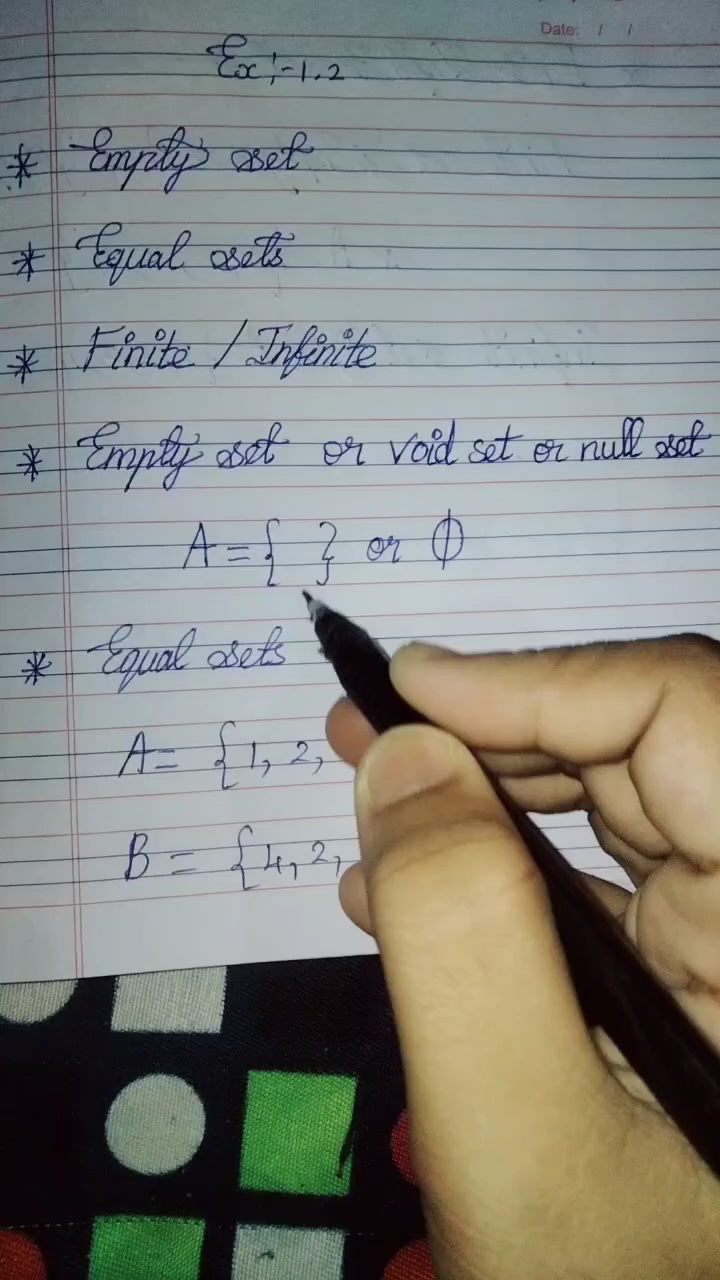 Date: / /
Ex:-1.2
* Empty set
* Equal sets
* Finite / Infinite
* Empty set or void set or null set
A = { } or ∅
* Equal sets
A = {1, 2,
B = {4, 2,